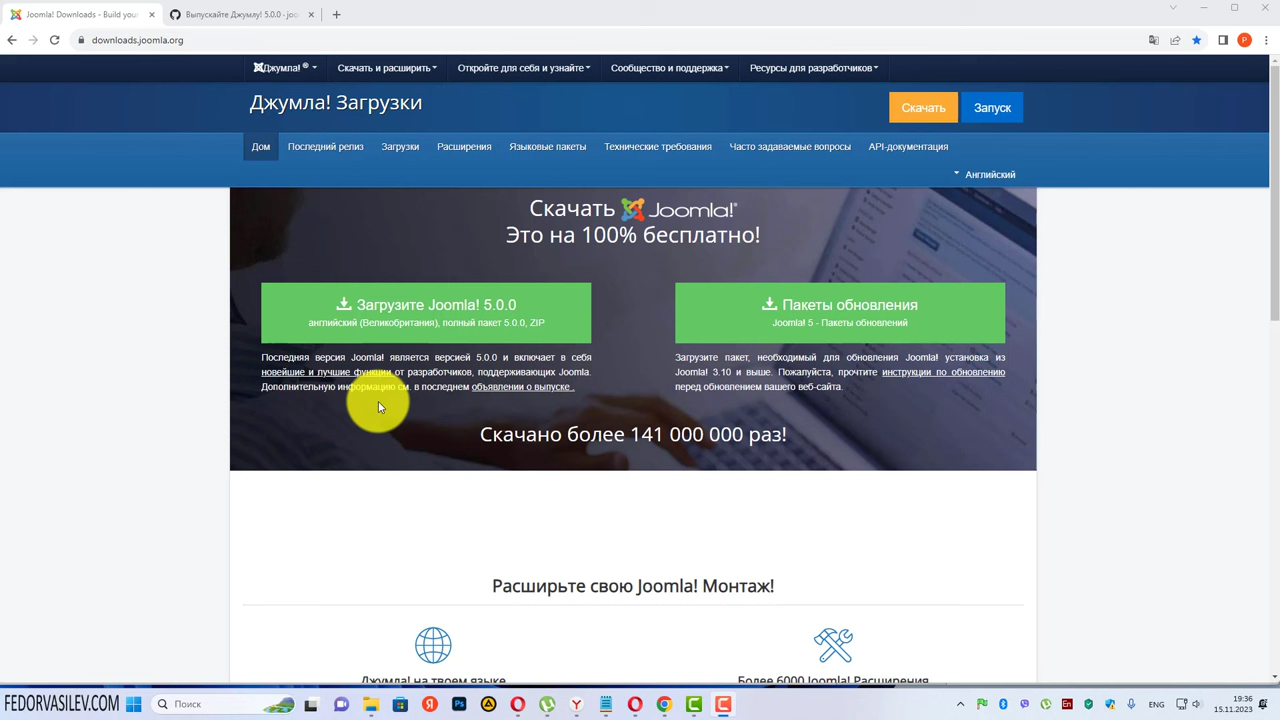 Joomla! Downloads - Build your
Выпускайте Джумлу! 5.0.0 · joo
downloads.joomla.org
P
Джумла! ®
Скачать и расширить
Откройте для себя и узнайте
Сообщество и поддержка
Ресурсы для разработчиков
Джумла! Загрузки
Скачать
Запуск
Дом
Последний релиз
Загрузки
Расширения
Языковые пакеты
Технические требования
Часто задаваемые вопросы
API-документация
Английский
Скачать Joomla!®
Это на 100% бесплатно!
Загрузите Joomla! 5.0.0
английский (Великобритания), полный пакет 5.0.0, ZIP
Пакеты обновления
Joomla! 5 - Пакеты обновлений
Последняя версия Joomla! является версией 5.0.0 и включает в себя
новейшие и лучшие функции от разработчиков, поддерживающих Joomla.
Дополнительную информацию см. в последнем объявлении о выпуске .
Загрузите пакет, необходимый для обновления Joomla! установка из
Joomla! 3.10 и выше. Пожалуйста, прочтите инструкции по обновлению
перед обновлением вашего веб-сайта.
Скачано более 141 000 000 раз!
Расширьте свою Joomla! Монтаж!
Джумла на твоем языке
Более 6000 Joomla! Расширения
FEDORVASILEV.COM
Поиск
ENG
19:36
15.11.2023